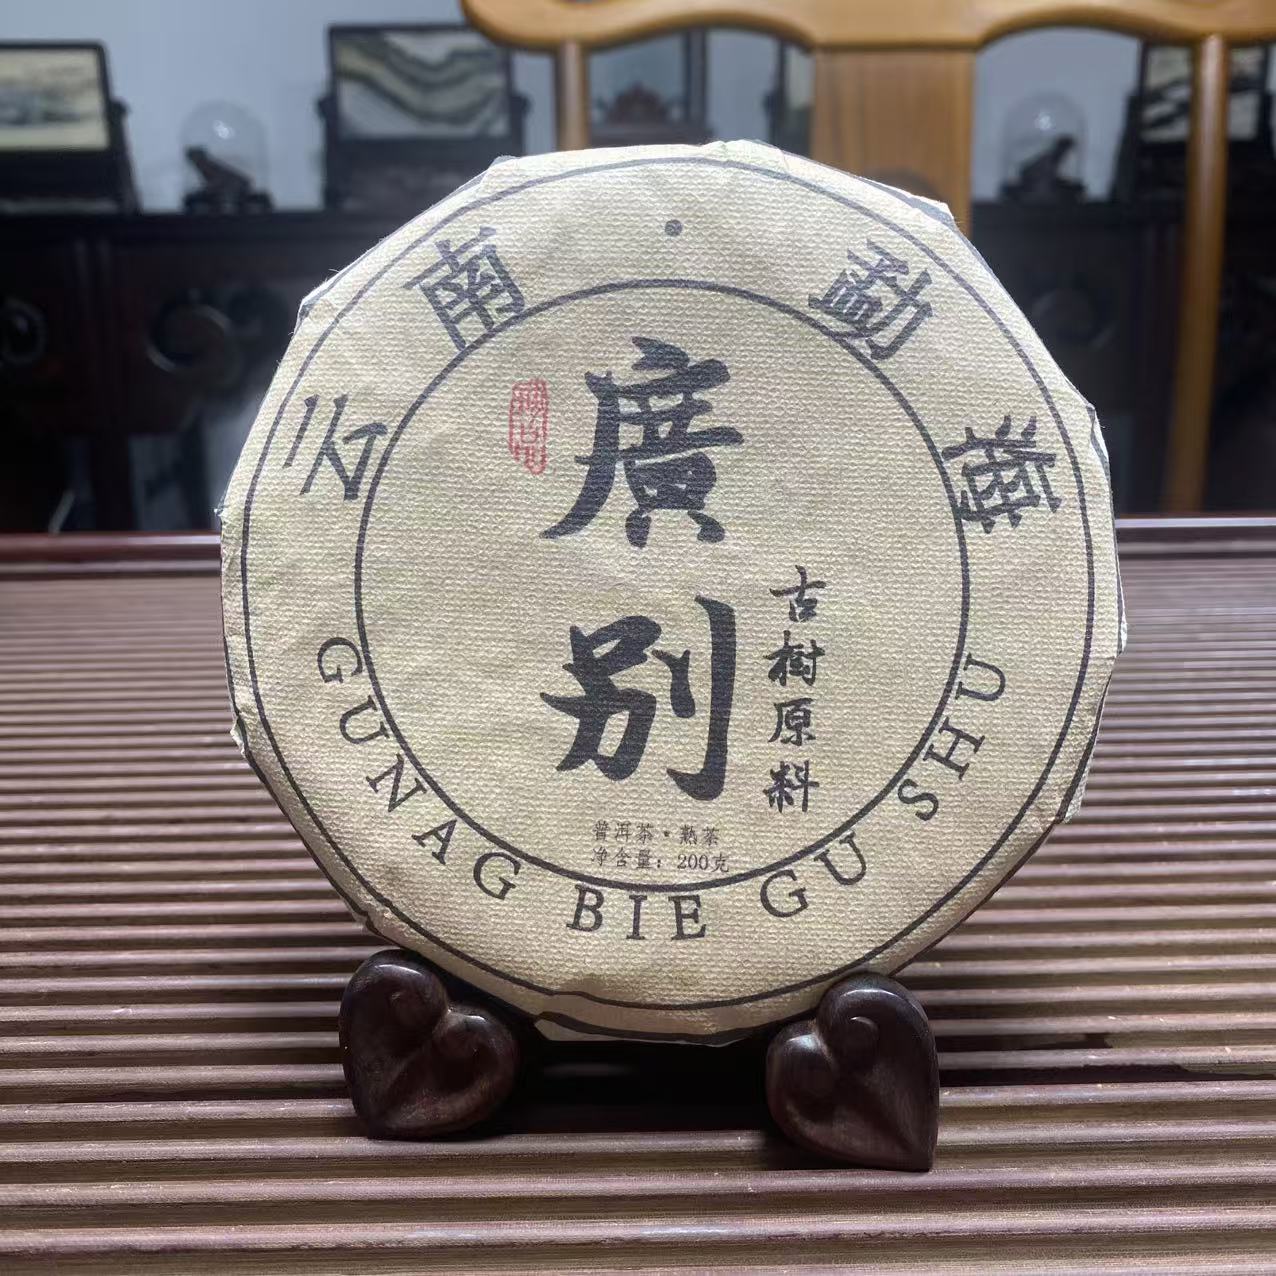 云南·勐海
廣别
古樹原料
普洱茶·熟茶
净含量：200克
GUNAG BIE GU SHU